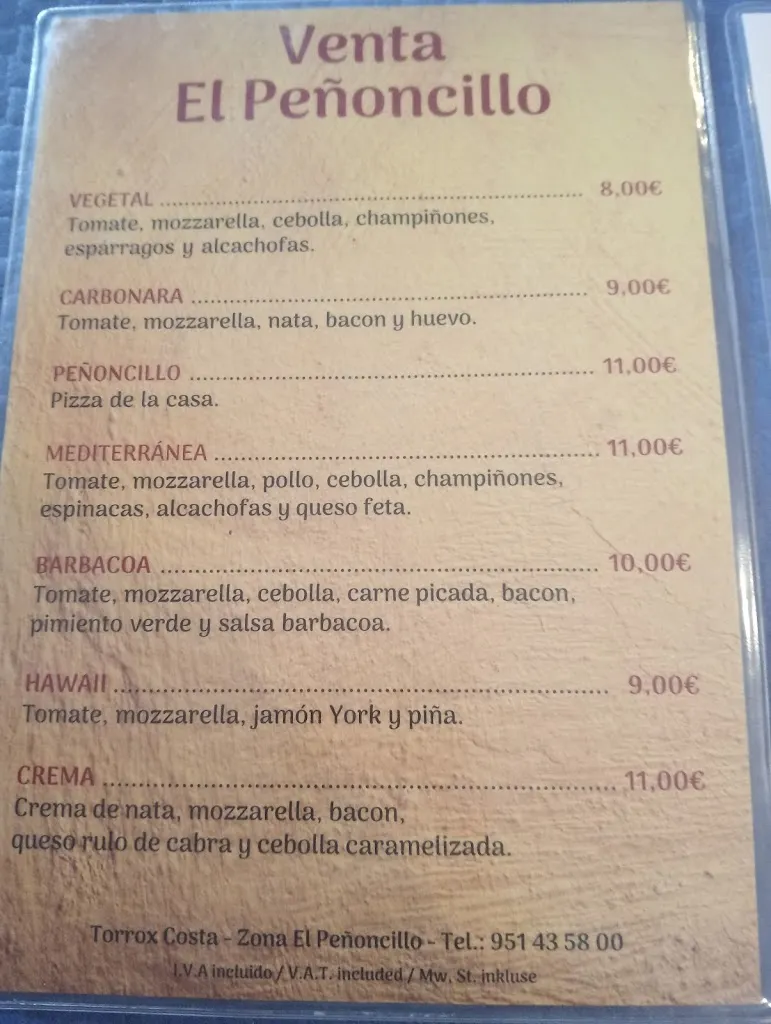 Venta
El Peñoncillo
VEGETAL ........................................................ 8,00€
Tomate, mozzarella, cebolla, champiñones,
espárragos y alcachofas.
CARBONARA ........................................................ 9,00€
Tomate, mozzarella, nata, bacon y huevo.
PEÑONCILLO ........................................................ 11,00€
Pizza de la casa.
MEDITERRÁNEA ........................................................ 11,00€
Tomate, mozzarella, pollo, cebolla, champiñones,
espinacas, alcachofas y queso feta.
BARBACOA ........................................................ 10,00€
Tomate, mozzarella, cebolla, carne picada, bacon,
pimiento verde y salsa barbacoa.
HAWAII ........................................................ 9,00€
Tomate, mozzarella, jamón York y piña.
CREMA ........................................................ 11,00€
Crema de nata, mozzarella, bacon,
queso rulo de cabra y cebolla caramelizada.
Torrox Costa - Zona El Peñoncillo - Tel.: 951 43 58 00
I.V.A incluido / V.A.T. included / Mw. St. inkluse